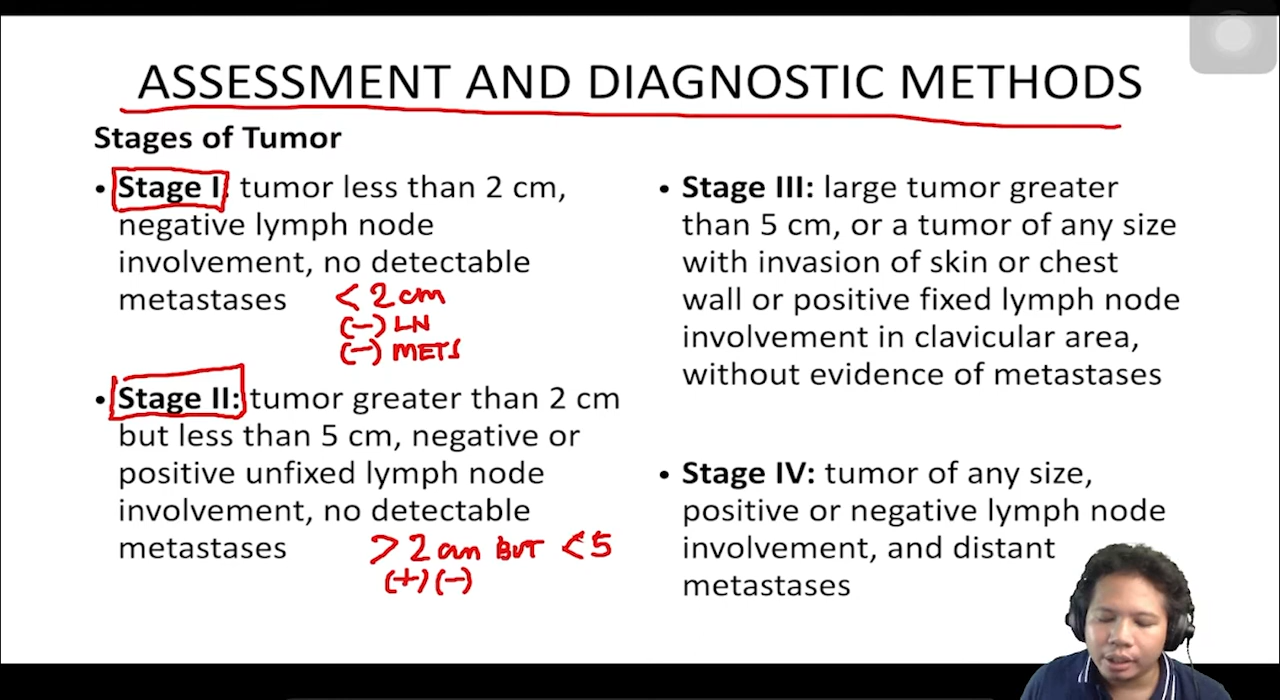 ASSESSMENT AND DIAGNOSTIC METHODS
Stages of Tumor
• Stage I: tumor less than 2 cm,
negative lymph node
involvement, no detectable
metastases
< 2 cm
(-) LN
(-) METS
• Stage II: tumor greater than 2 cm
but less than 5 cm, negative or
positive unfixed lymph node
involvement, no detectable
metastases
> 2 cm BUT < 5
(+) (-)
• Stage III: large tumor greater
than 5 cm, or a tumor of any size
with invasion of skin or chest
wall or positive fixed lymph node
involvement in clavicular area,
without evidence of metastases
• Stage IV: tumor of any size,
positive or negative lymph node
involvement, and distant
metastases